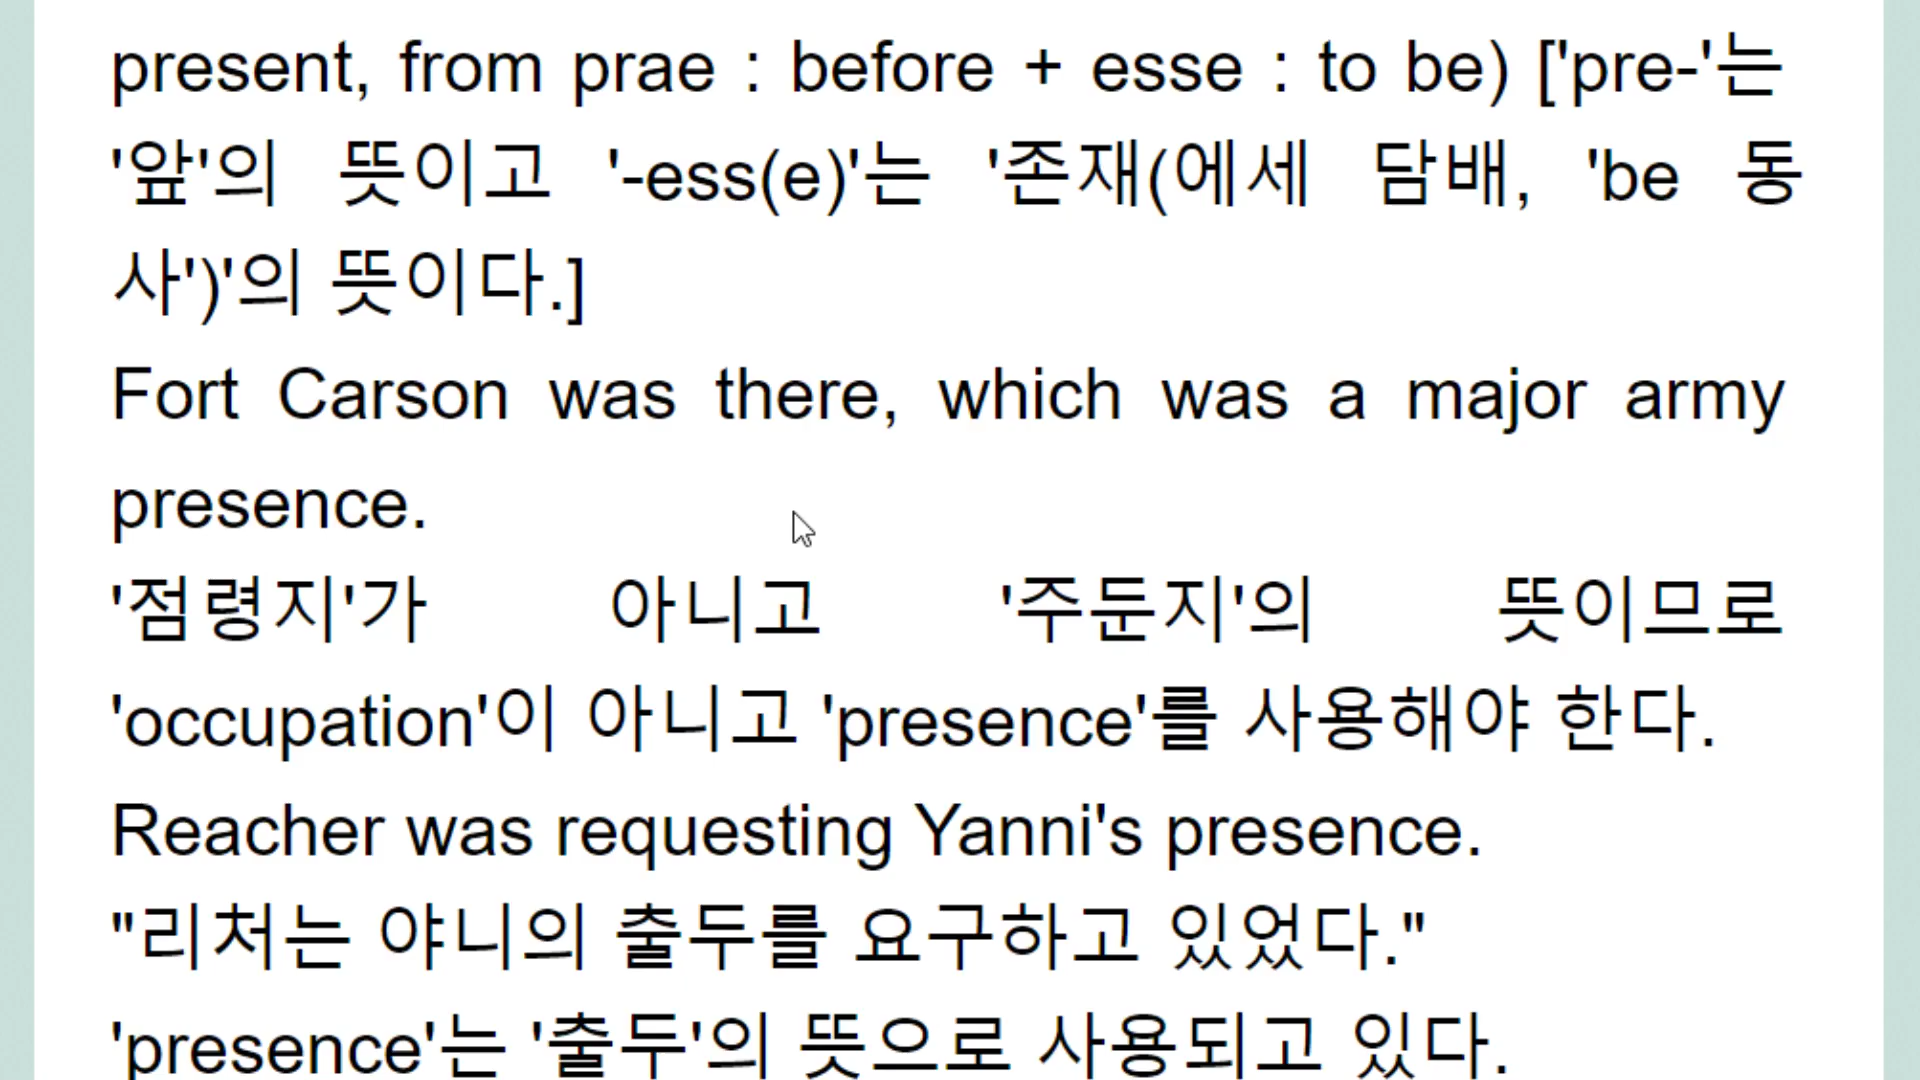 present, from prae : before + esse : to be) ['pre-'는
'앞'의 뜻이고 '-ess(e)'는 '존재(에세 담배, 'be 동
사')'의 뜻이다.]
Fort Carson was there, which was a major army
presence.
'점령지'가 아니고 '주둔지'의 뜻이므로
'occupation'이 아니고 'presence'를 사용해야 한다.
Reacher was requesting Yanni's presence.
"리처는 야니의 출두를 요구하고 있었다."
'presence'는 '출두'의 뜻으로 사용되고 있다.